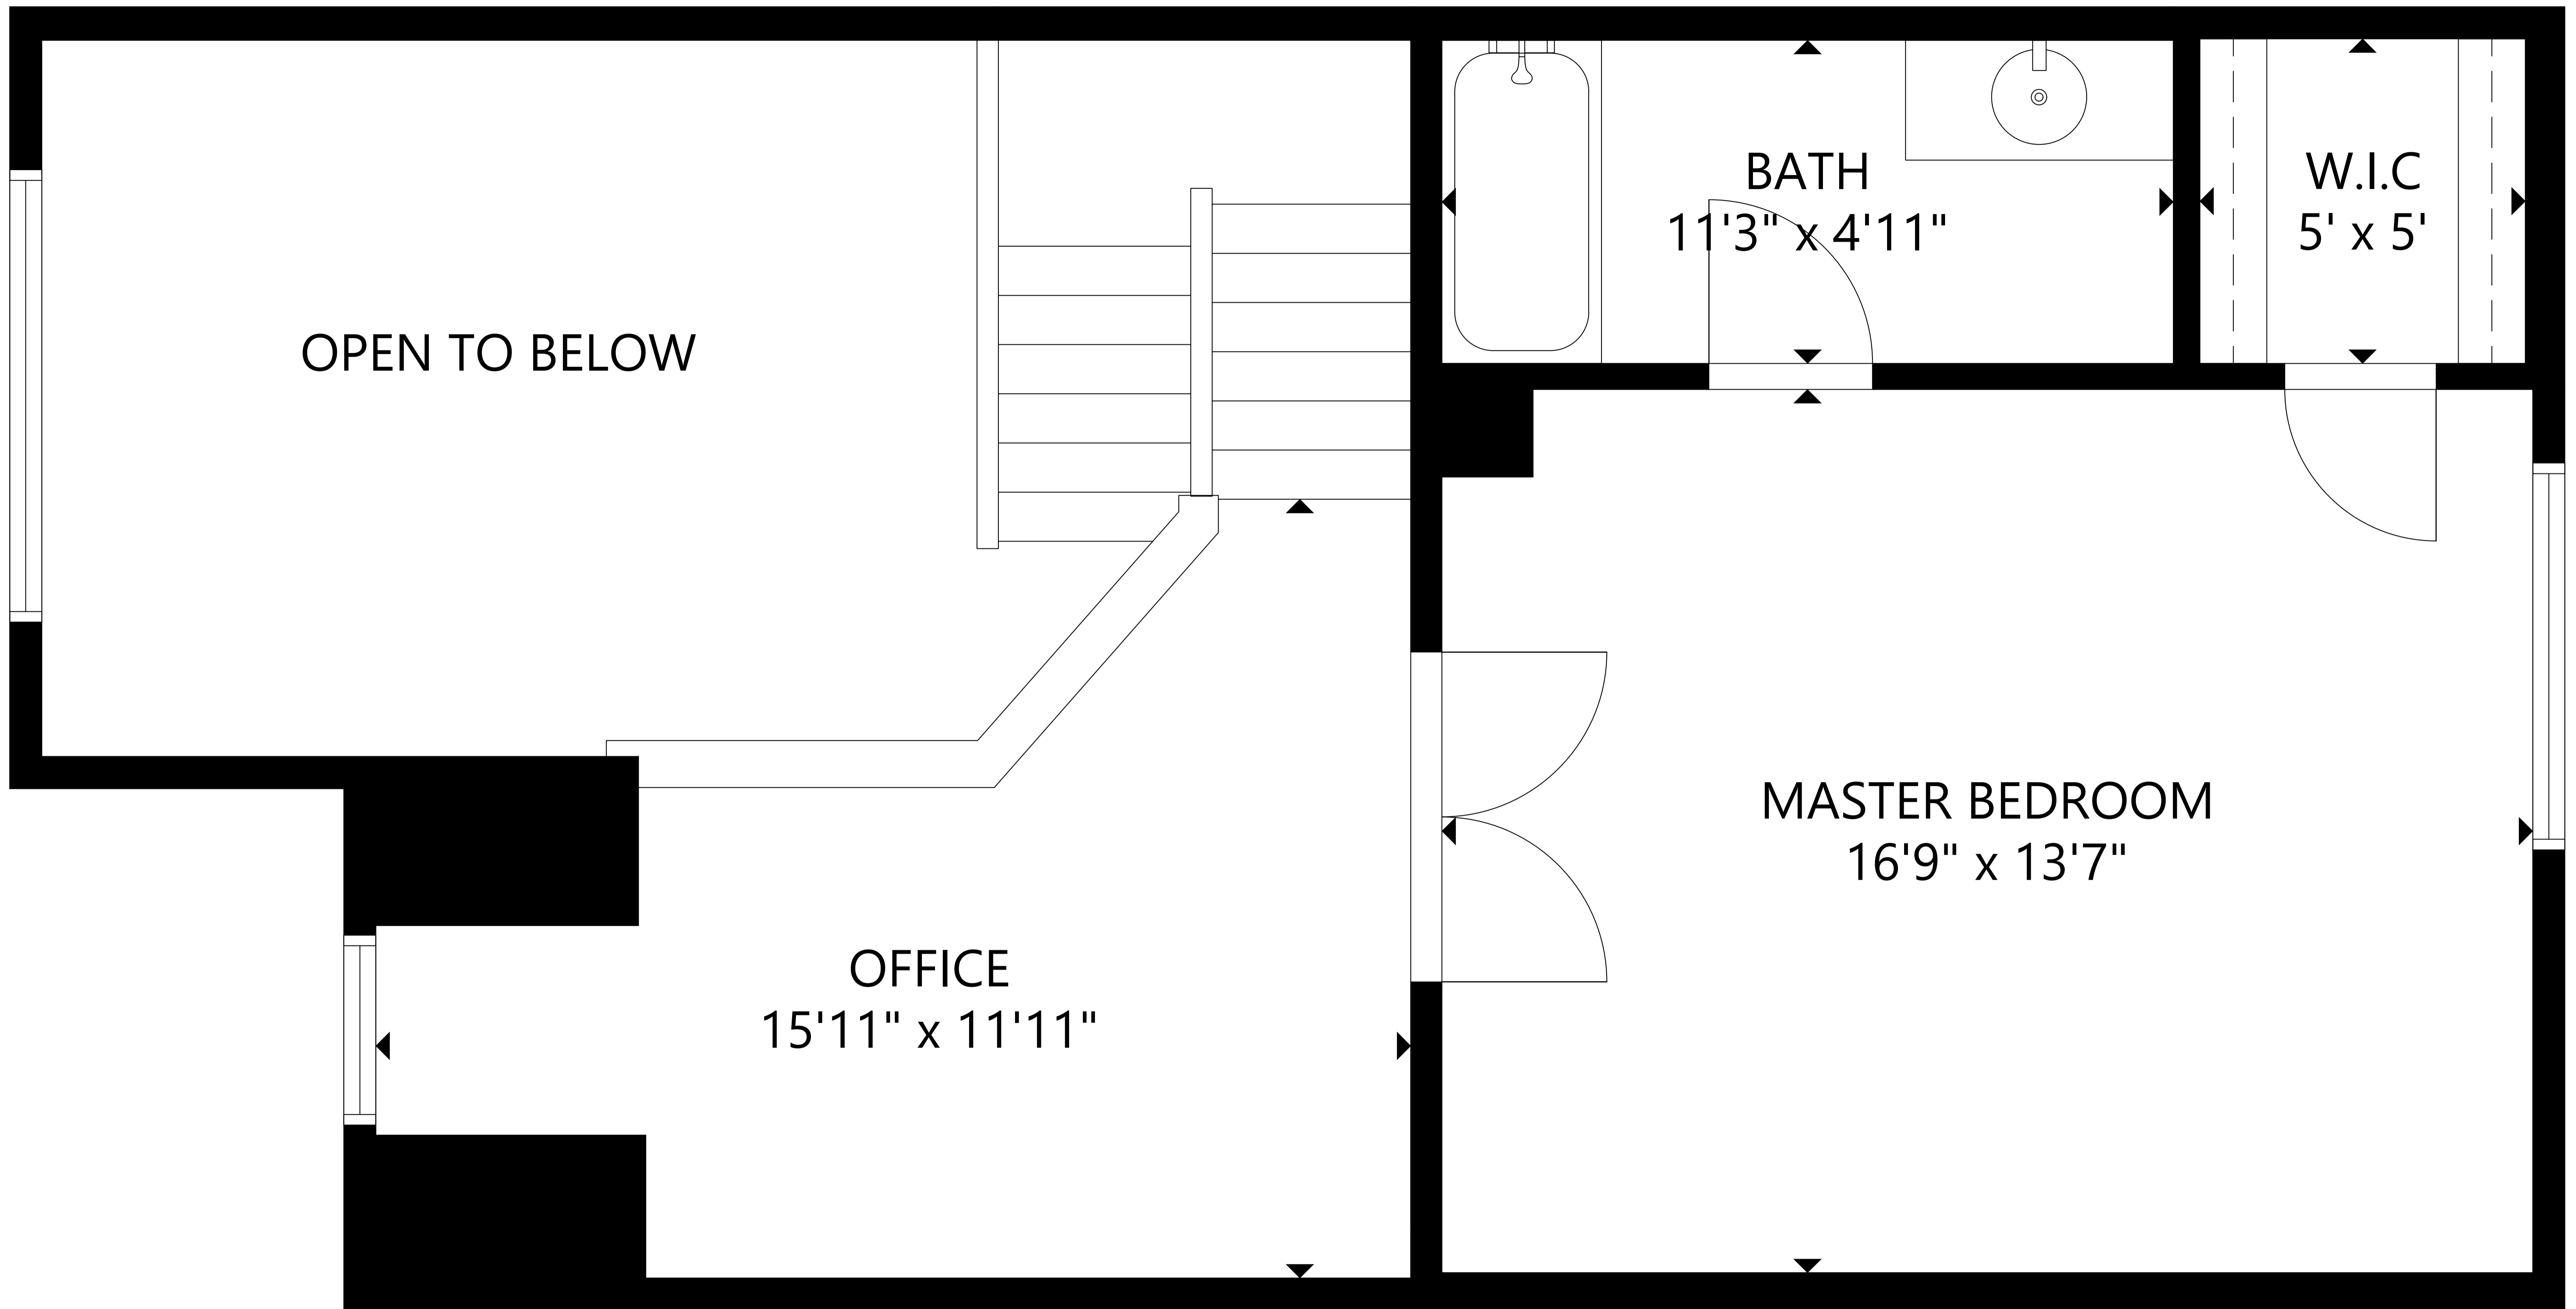 BATH
11'3" x 4'11"
W.I.C
5' x 5'
OPEN TO BELOW
MASTER BEDROOM
16'9" x 13'7"
OFFICE
15'11" x 11'11"